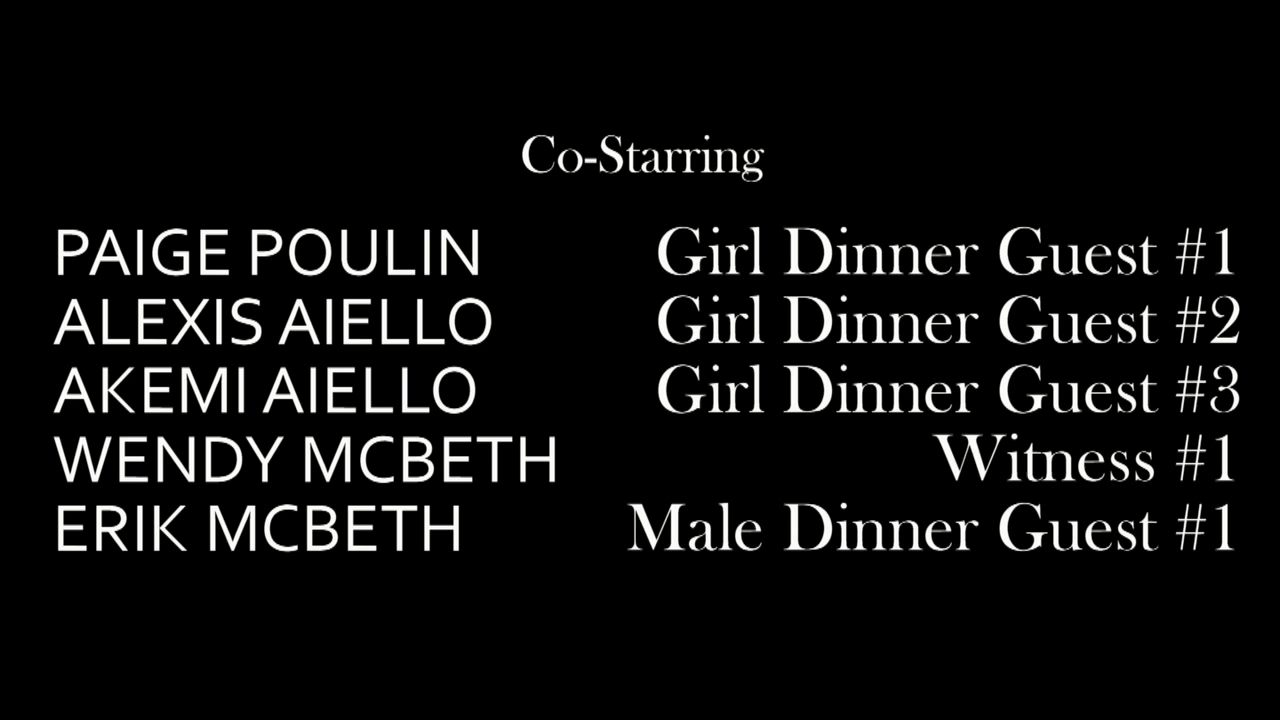 Co-Starring
PAIGE POULIN Girl Dinner Guest #1
ALEXIS AIELLO Girl Dinner Guest #2
AKEMI AIELLO Girl Dinner Guest #3
WENDY MCBETH Witness #1
ERIK MCBETH Male Dinner Guest #1